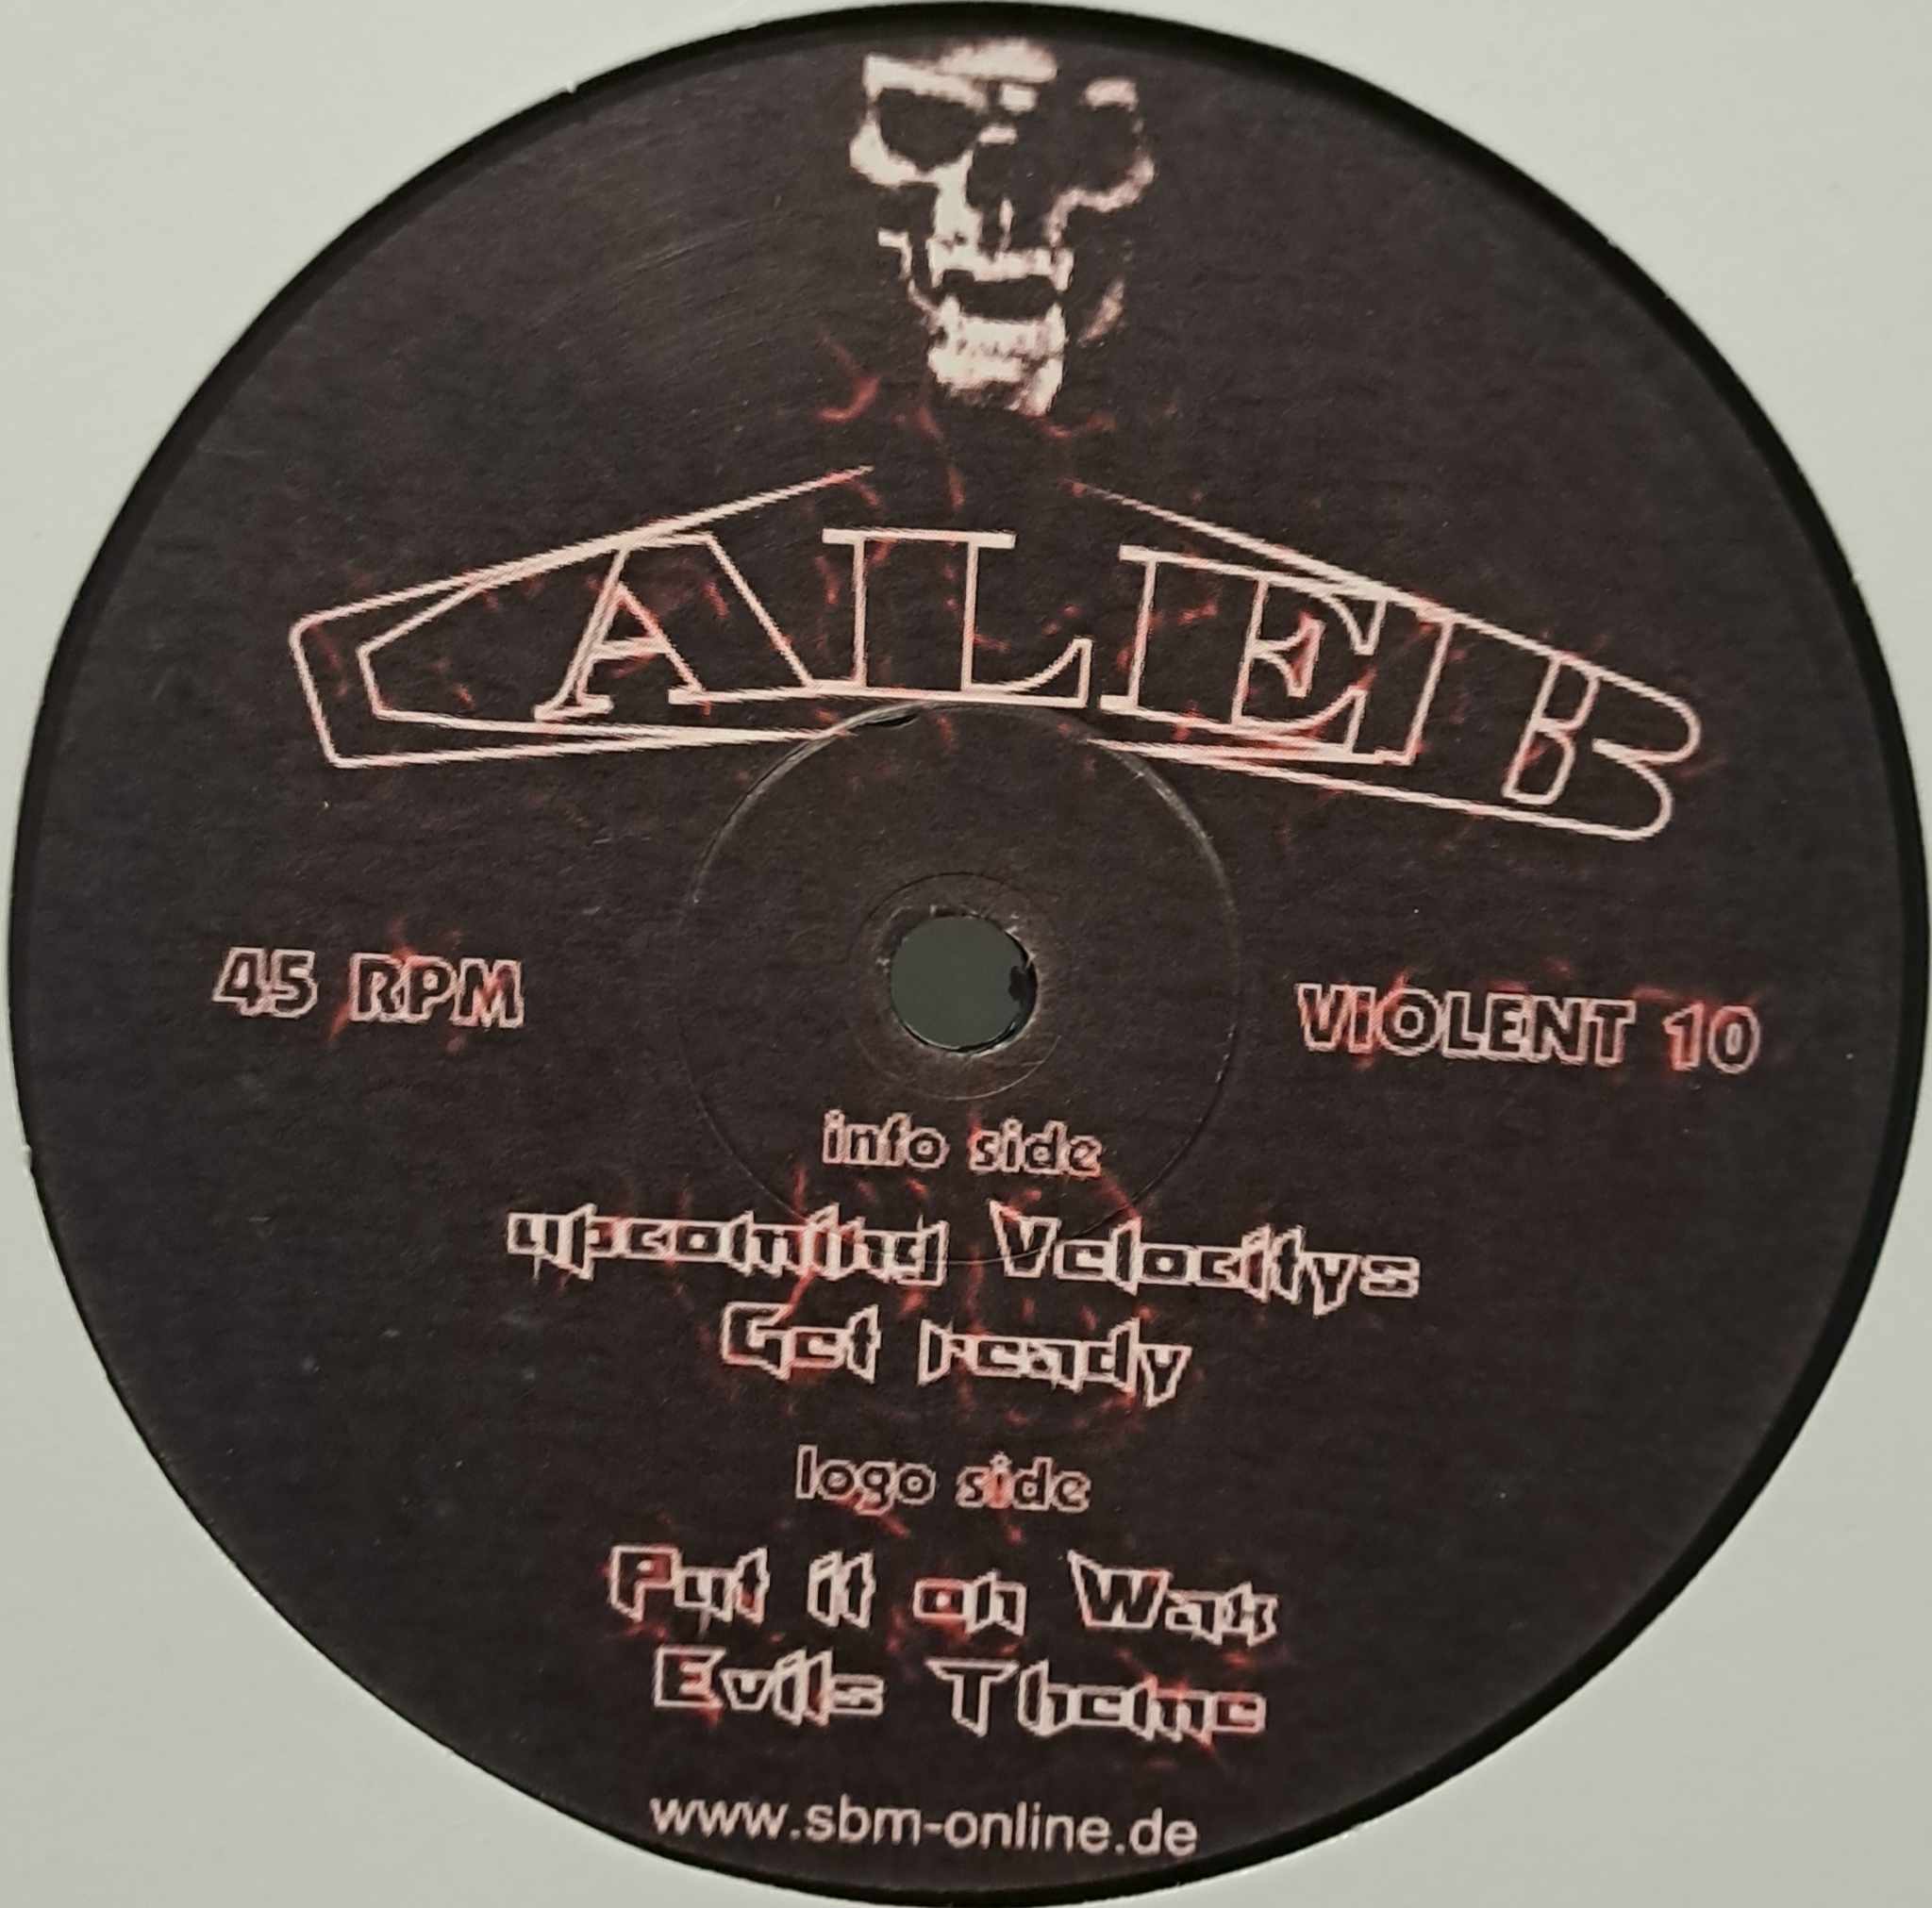 CALEB
45 RPM
VIOLENT 10
info side
upcoming Velocitys
Get ready
logo side
Put it on Wax
Evils Theme
www.sbm-online.de